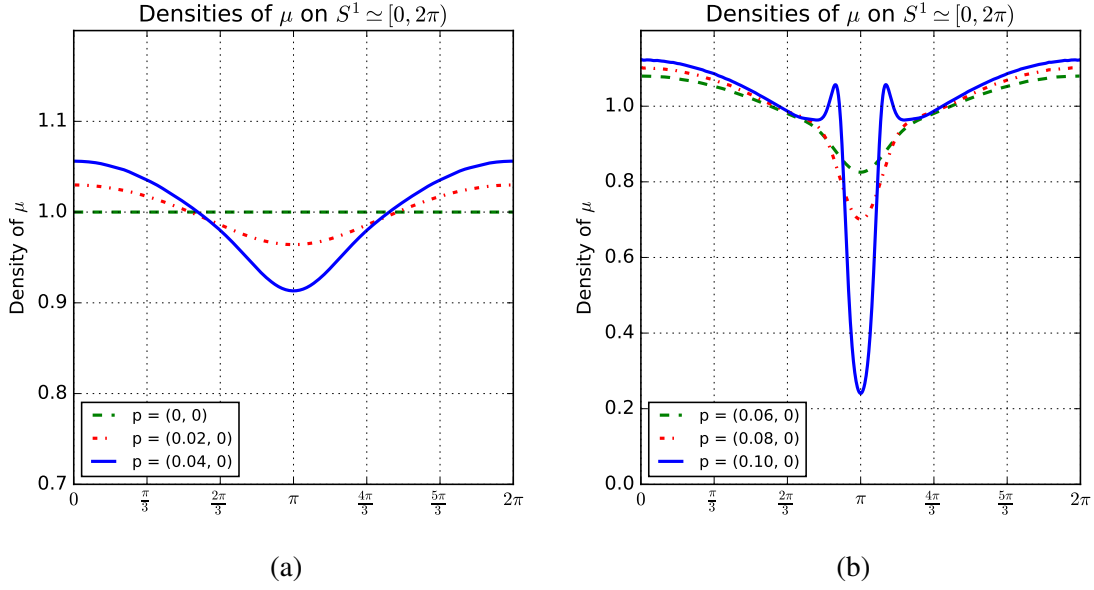 Densities of μ on S¹ ≃ [0, 2π)
Density of μ
1.1
1.0
0.9
0.8
0.7
p = (0, 0)
p = (0.02, 0)
p = (0.04, 0)
0 π/3 2π/3 π 4π/3 5π/3 2π
(a)
Densities of μ on S¹ ≃ [0, 2π)
Density of μ
1.0
0.8
0.6
0.4
0.2
0.0
p = (0.06, 0)
p = (0.08, 0)
p = (0.10, 0)
0 π/3 2π/3 π 4π/3 5π/3 2π
(b)